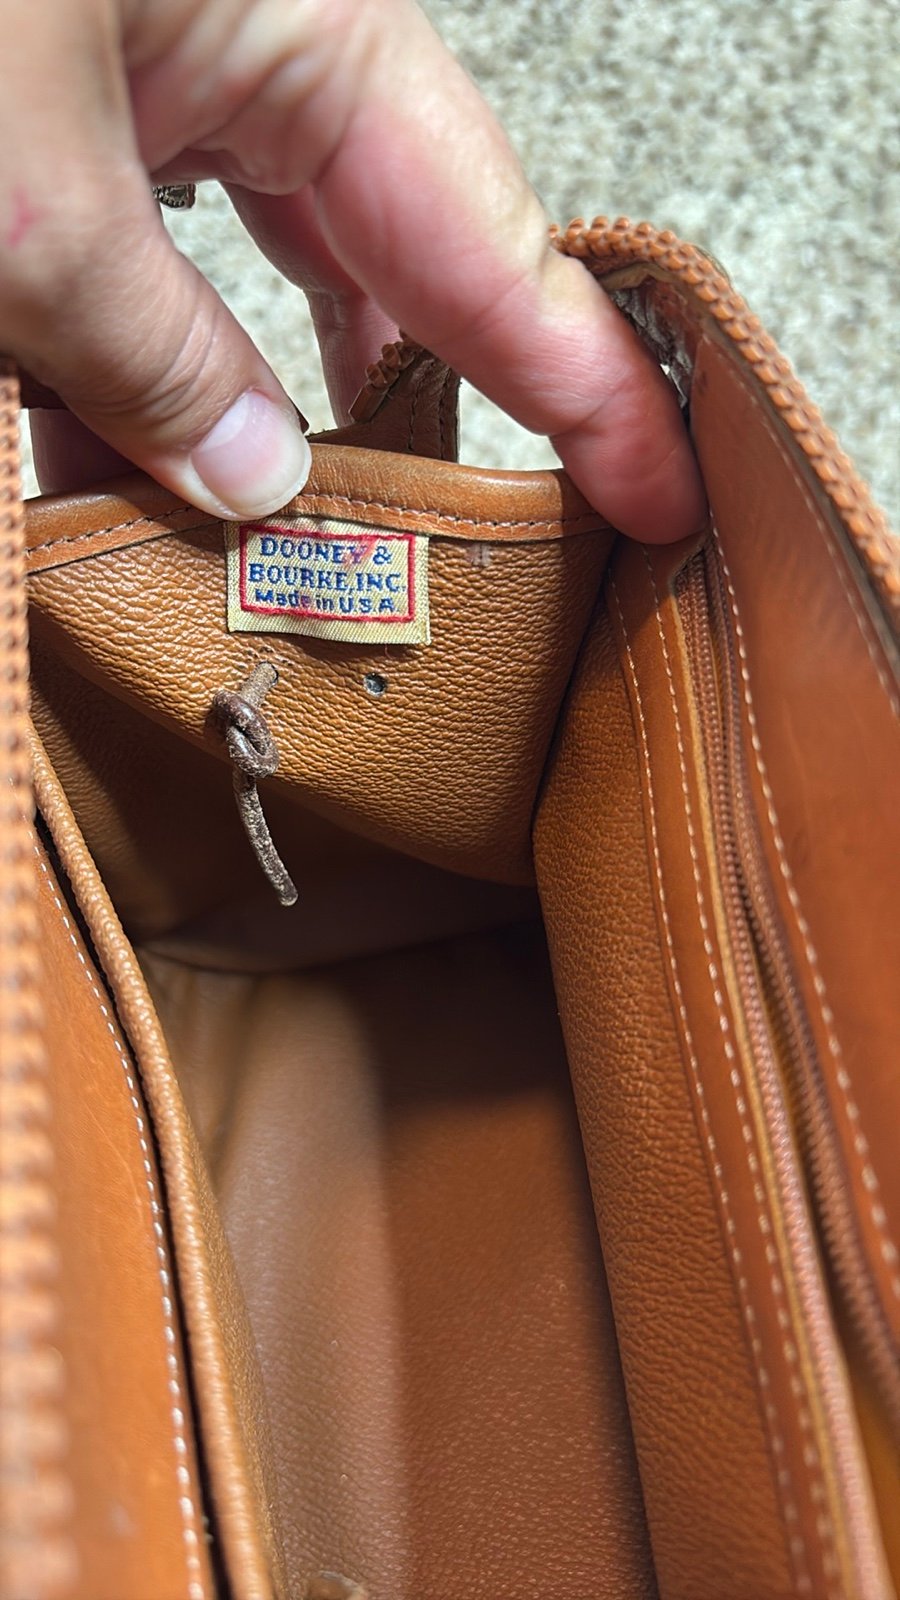 DOONEY &
BOURKE, INC.
Made in U.S.A.